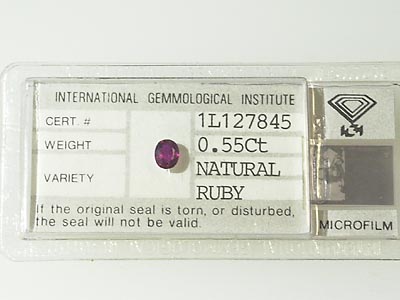 INTERNATIONAL GEMMOLOGICAL INSTITUTE
CERT. # 1L127845
WEIGHT 0.55Ct
VARIETY NATURAL
RUBY
If the original seal is torn, or disturbed,
the seal will not be valid.
IGI
MICROFILM